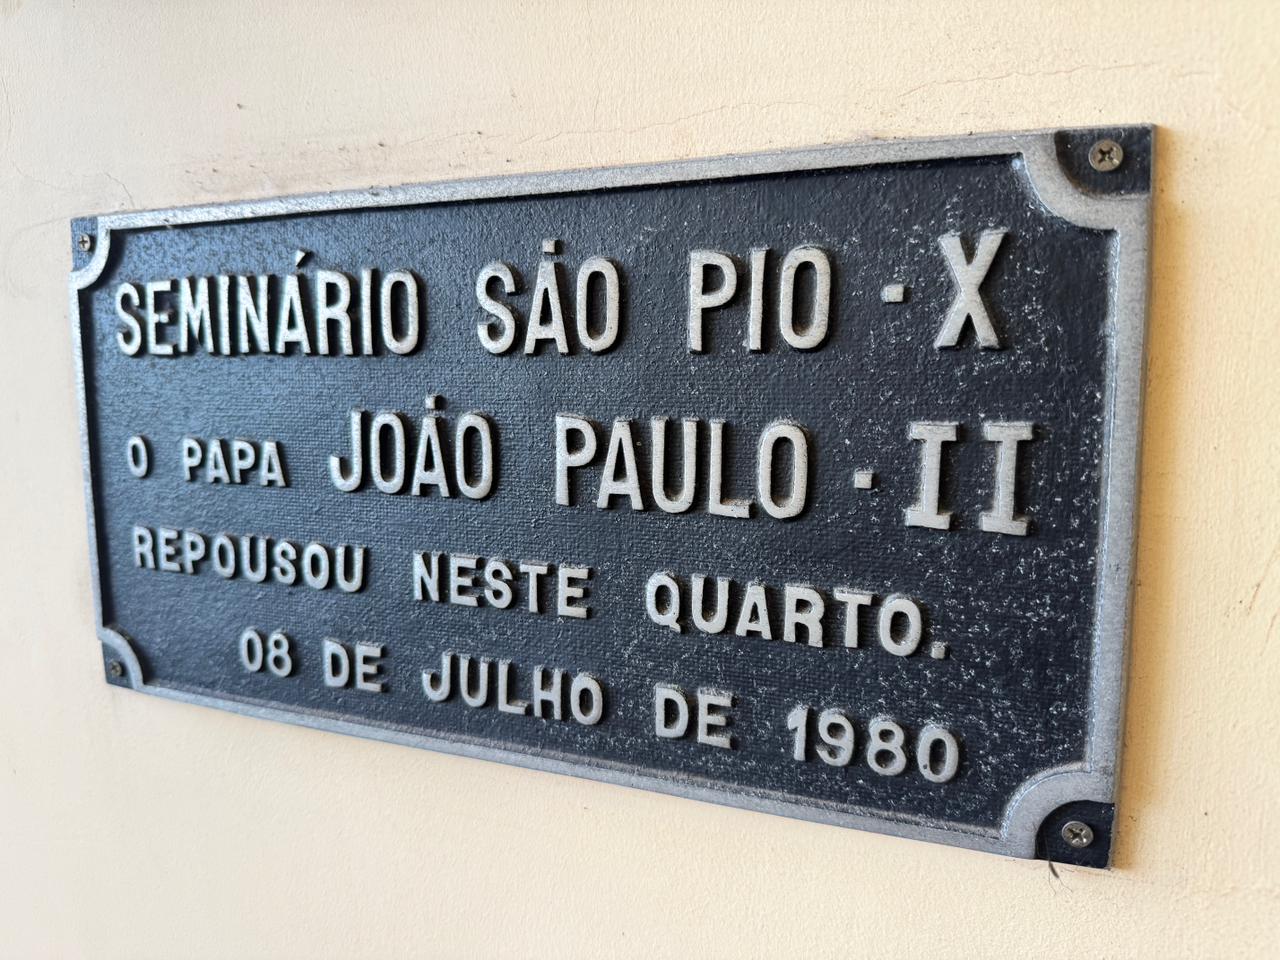 SEMINÁRIO SÃO PIO - X
O PAPA JOÃO PAULO - II
REPOUSOU NESTE QUARTO.
08 DE JULHO DE 1980